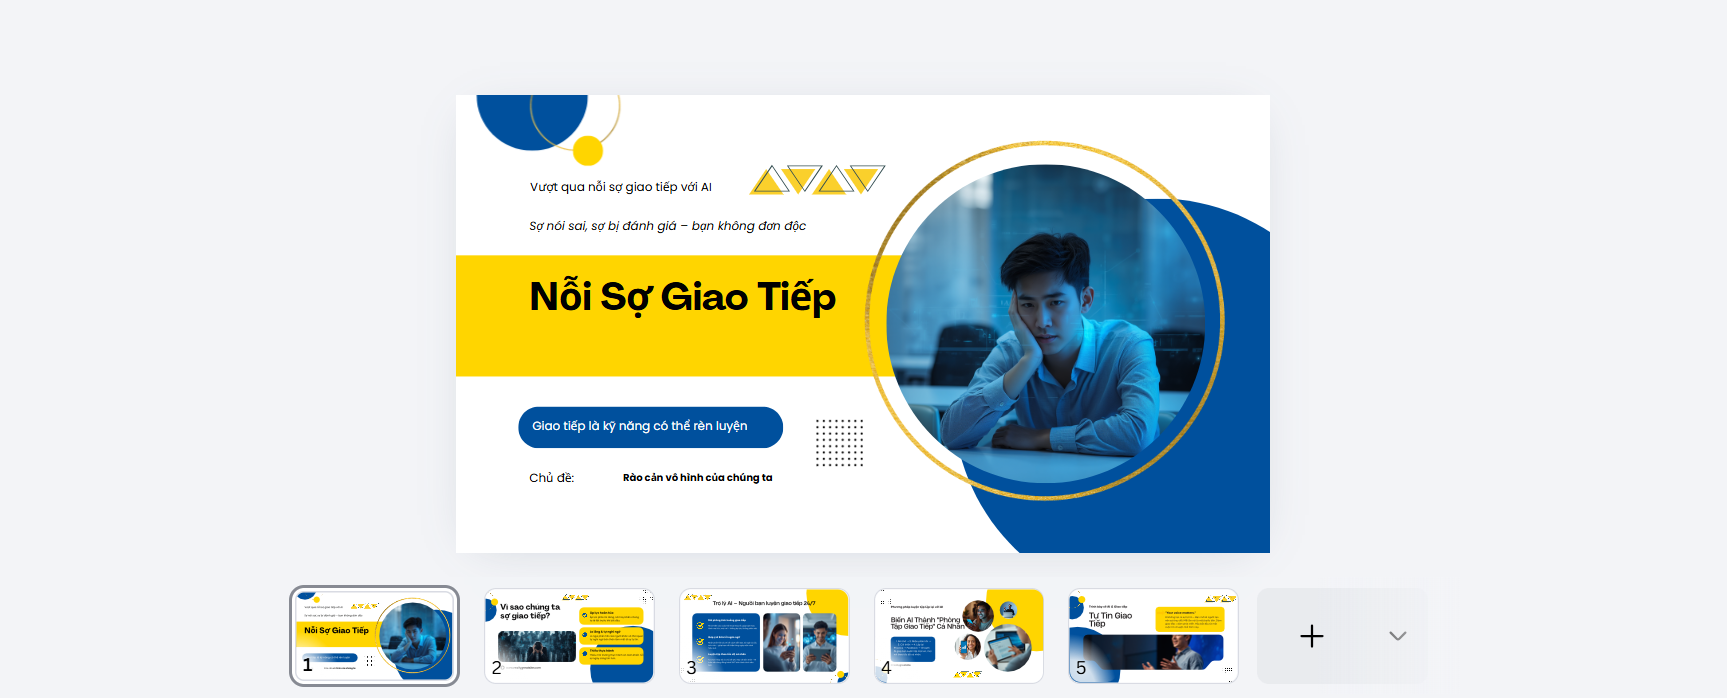 Vượt qua nỗi sợ giao tiếp với AI
Sợ nói sai, sợ bị đánh giá – bạn không đơn độc
Nỗi Sợ Giao Tiếp
Giao tiếp là kỹ năng có thể rèn luyện
Chủ đề:
Rào cản vô hình của chúng ta
Nỗi Sợ Giao Tiếp
1
Vì sao chúng ta
sợ giao tiếp?
2
Trợ lý AI – Người bạn luyện giao tiếp 24/7
3
Biến AI Thành "Phòng
Tập Giao Tiếp" Cá Nhân
4
Tự Tin Giao
Tiếp
5